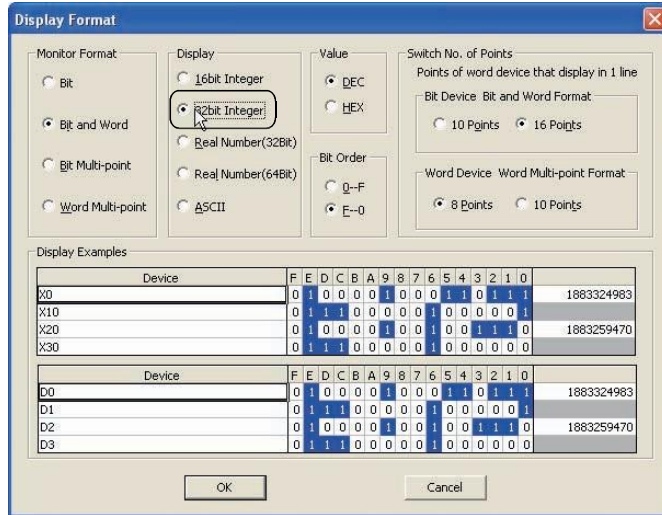 Display Format
Monitor Format
Bit
Bit and Word
Bit Multi-point
Word Multi-point
Display
16bit Integer
32bit Integer
Real Number(32Bit)
Real Number(64Bit)
ASCII
Value
DEC
HEX
Bit Order
0--F
F--0
Switch No. of Points
Points of word device that display in 1 line
Bit Device Bit and Word Format
10 Points 16 Points
Word Device Word Multi-point Format
8 Points 10 Points
Display Examples
Device F E D C B A 9 8 7 6 5 4 3 2 1 0
X0 0 1 0 0 0 0 1 0 0 0 1 1 0 1 1 1 1883324983
X10 0 1 1 1 0 0 0 0 0 1 0 0 0 0 0 1
X20 0 1 0 0 0 0 1 0 0 1 0 0 1 1 1 0 1883259470
X30 0 1 1 1 0 0 0 0 0 1 0 0 0 0 0 0
Device F E D C B A 9 8 7 6 5 4 3 2 1 0
D0 0 1 0 0 0 0 1 0 0 0 1 1 0 1 1 1 1883324983
D1 0 1 1 1 0 0 0 0 0 1 0 0 0 0 0 1
D2 0 1 0 0 0 0 1 0 0 1 0 0 1 1 1 0 1883259470
D3 0 1 1 1 0 0 0 0 0 1 0 0 0 0 0 0
OK Cancel